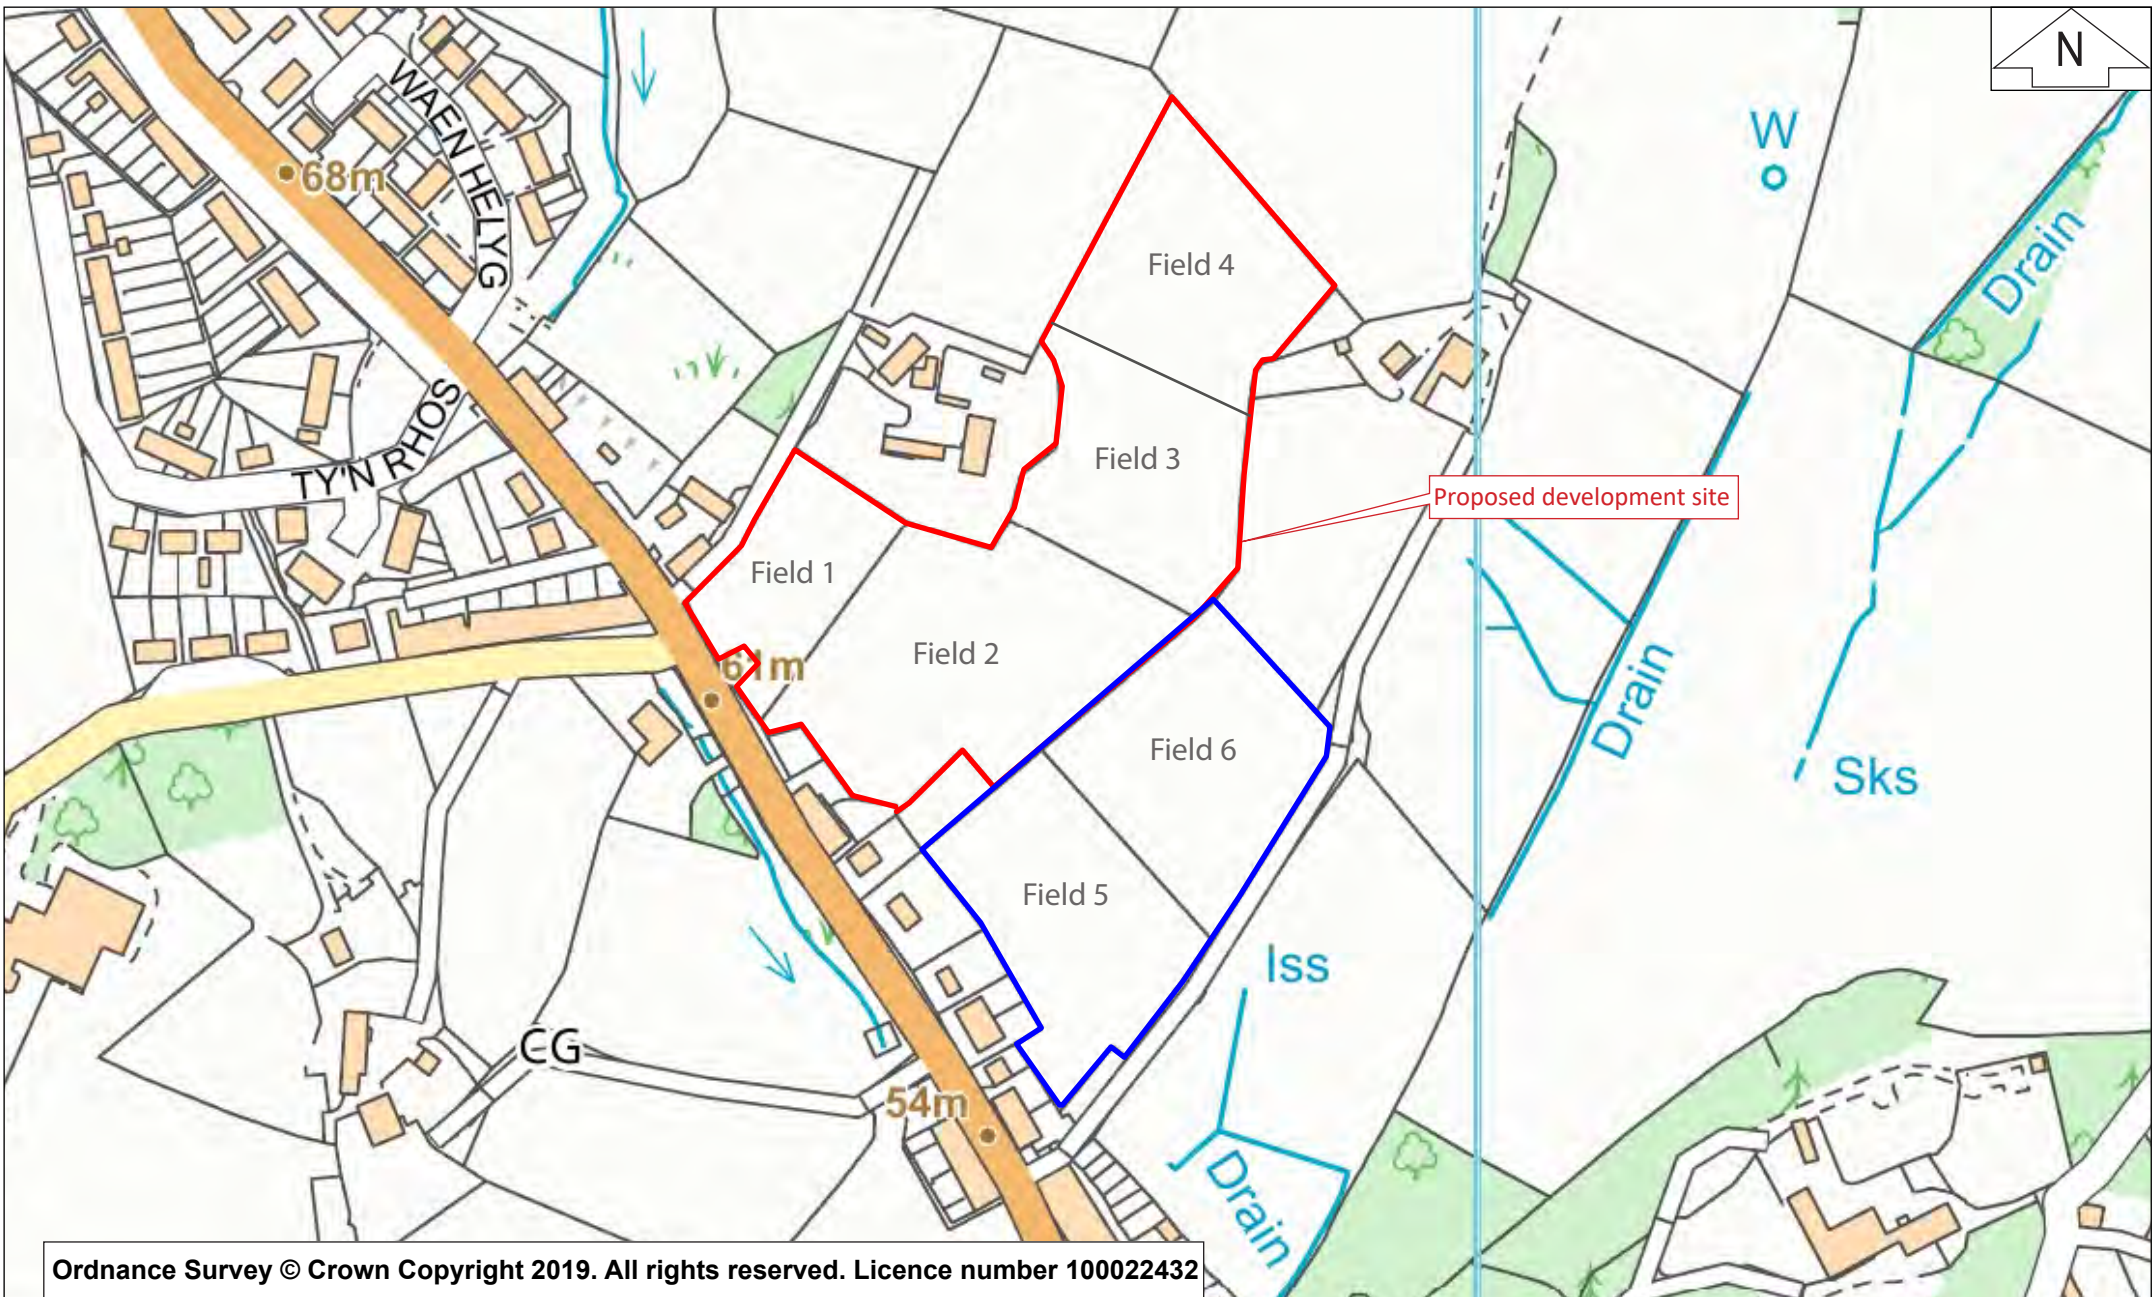 N
WAEN HELYG
68m
W
Drain
Field 4
TY'N RHOS
Field 3
Proposed development site
Field 1
Field 2
61m
Drain
Field 6
Sks
Field 5
Iss
CG
54m
Drain
Ordnance Survey © Crown Copyright 2019. All rights reserved. Licence number 100022432